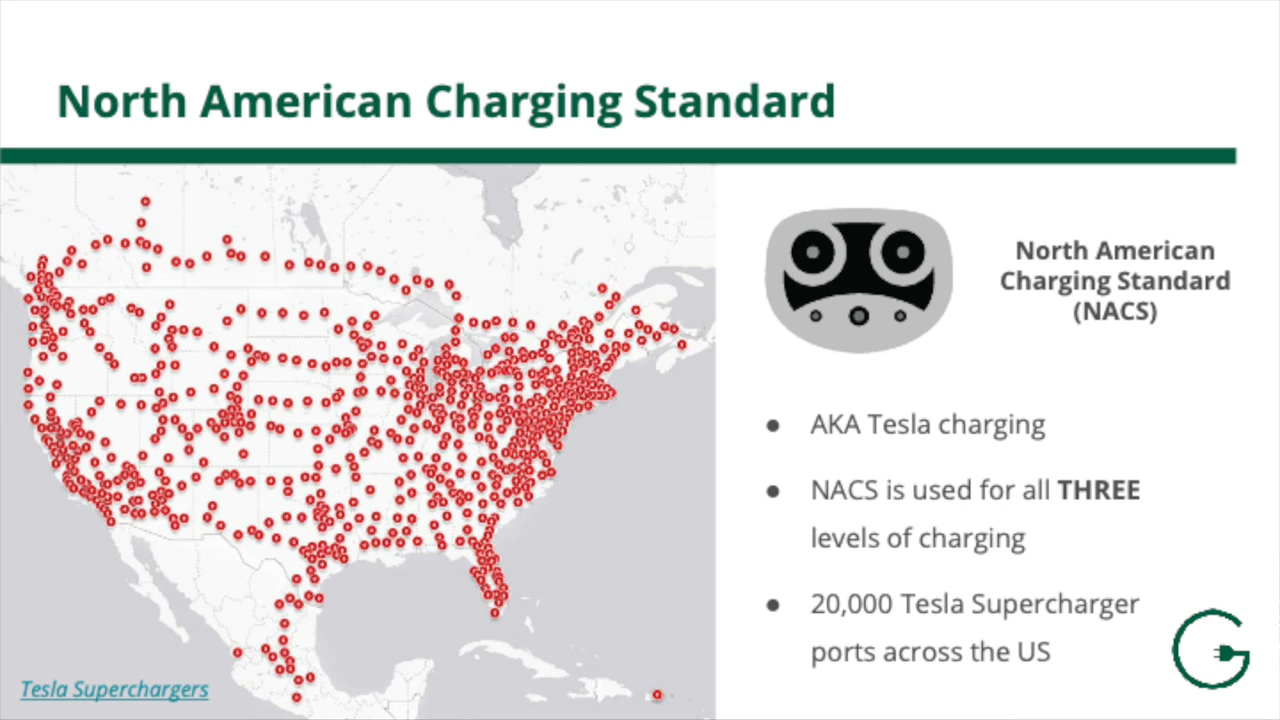 North American Charging Standard
North American
Charging Standard
(NACS)
● AKA Tesla charging
● NACS is used for all THREE
levels of charging
● 20,000 Tesla Supercharger
ports across the US
Tesla Superchargers